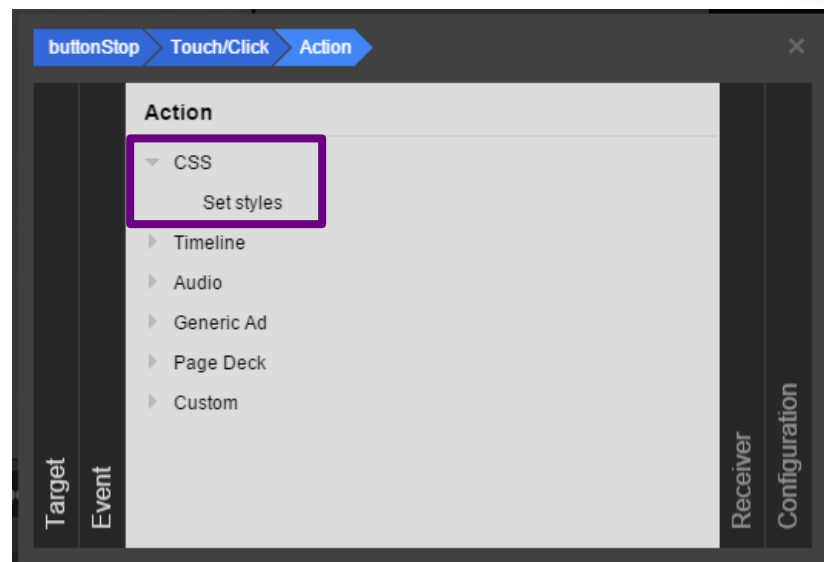 buttonStop Touch/Click Action ×
Action
CSS
Set styles
Timeline
Audio
Generic Ad
Page Deck
Custom
Target
Event
Receiver
Configuration